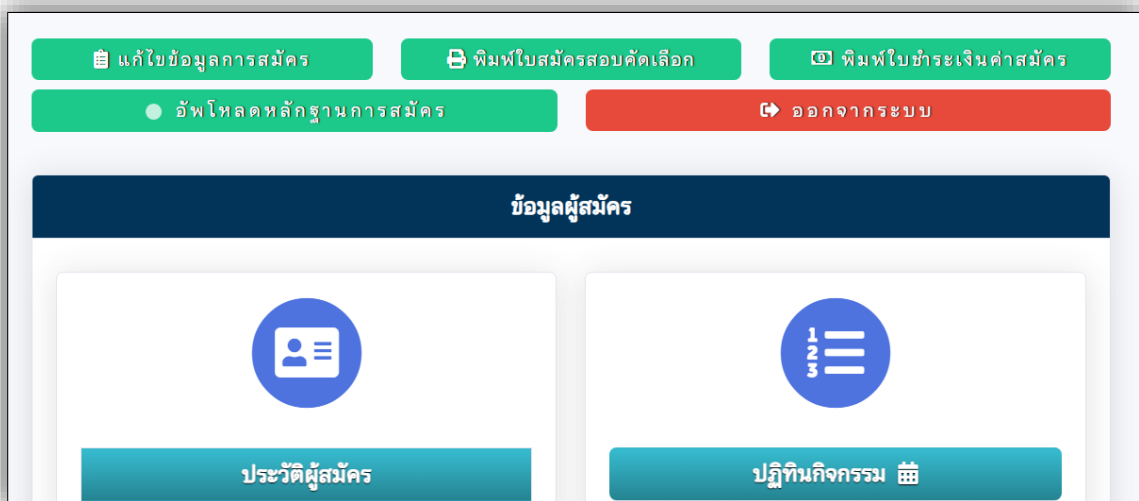 แก้ไขข้อมูลการสมัคร
พิมพ์ใบสมัครสอบคัดเลือก
พิมพ์ใบชำระเงินค่าสมัคร
อัพโหลดหลักฐานการสมัคร
ออกจากระบบ
ข้อมูลผู้สมัคร
1
2
3
ประวัติผู้สมัคร
ปฏิทินกิจกรรม